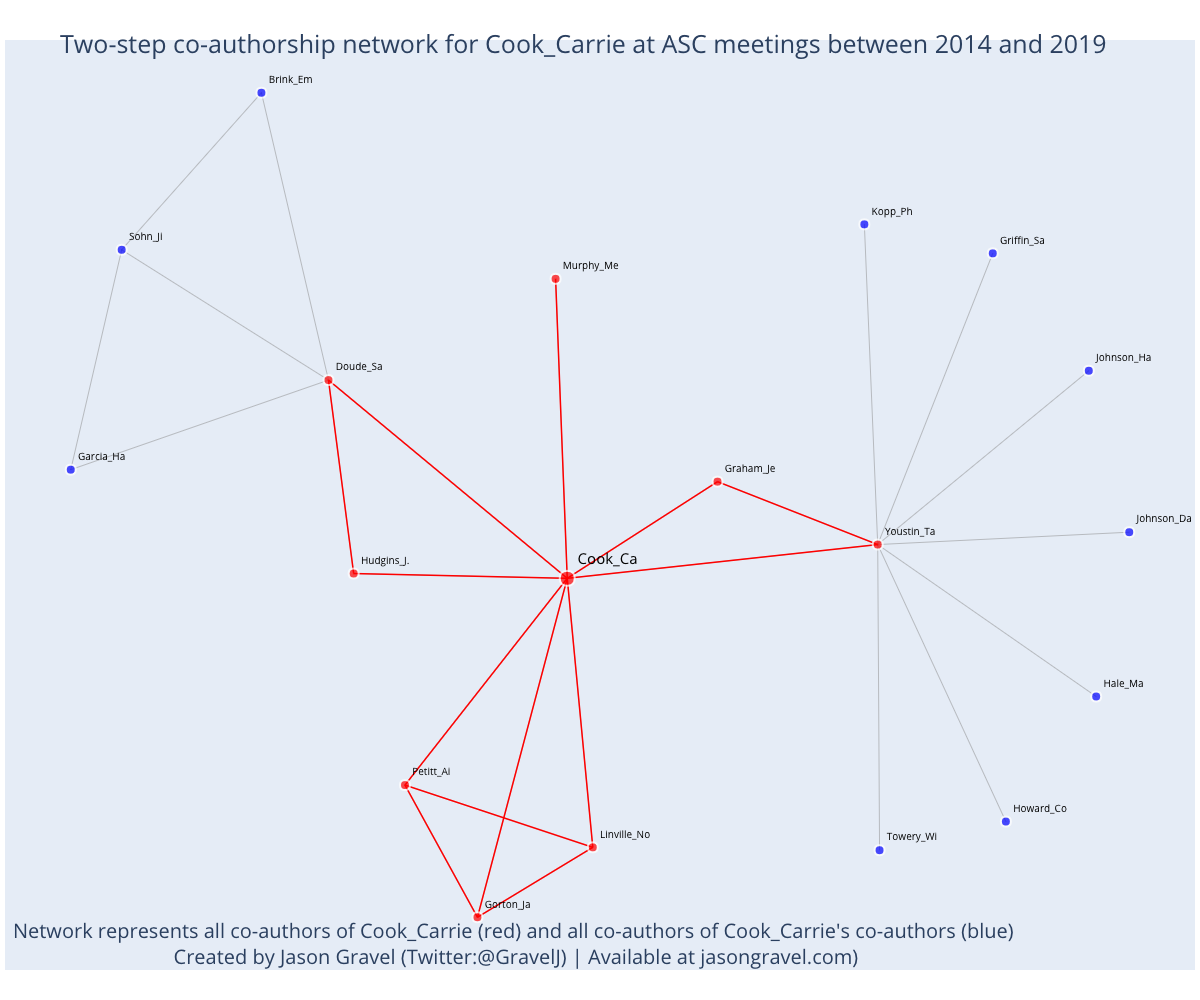 Two-step co-authorship network for Cook_Carrie at ASC meetings between 2014 and 2019
Brink_Em
Kopp_Ph
Sohn_Ji
Griffin_Sa
Murphy_Me
Johnson_Ha
Doude_Sa
Garcia_Ha
Graham_Je
Johnson_Da
Youstin_Ta
Cook_Ca
Hudgins_J.
Hale_Ma
Petitt_Ai
Howard_Co
Linville_No
Towery_Wi
Gorton_Ja
Network represents all co-authors of Cook_Carrie (red) and all co-authors of Cook_Carrie's co-authors (blue)
Created by Jason Gravel (Twitter:@GravelJ) | Available at jasongravel.com)